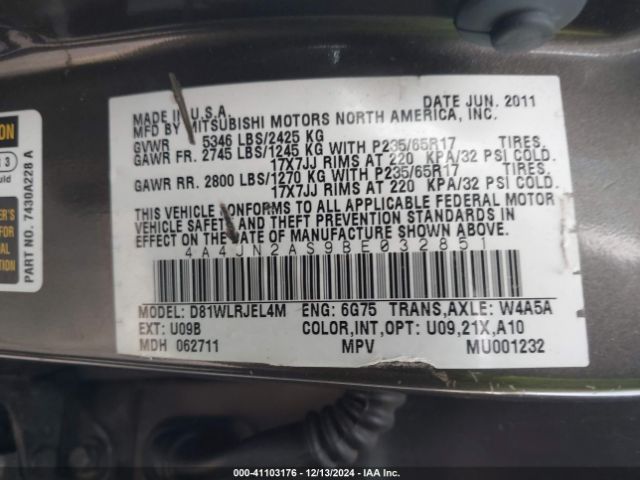 DATE JUN. 2011
MADE IN U.S.A
MFD BY MITSUBISHI MOTORS NORTH AMERICA, INC.
GVWR 5346 LBS/2425 KG
GAWR FR. 2745 LBS/1245 KG WITH P235/65R17 TIRES.
17X7JJ RIMS AT 220 KPA/32 PSI COLD.
GAWR RR. 2800 LBS/1270 KG WITH P235/65R17 TIRES.
17X7JJ RIMS AT 220 KPA/32 PSI COLD.
THIS VEHICLE CONFORMS TO ALL APPLICABLE FEDERAL MOTOR
VEHICLE SAFETY AND THEFT PREVENTION STANDARDS IN
EFFECT ON THE DATE OF MANUFACTURE SHOWN ABOVE.
4A4JN2AS9BE032851
MODEL: D81WLRJEL4M ENG: 6G75 TRANS,AXLE: W4A5A
EXT: U09B COLOR,INT,OPT: U09,21X,A10
MDH 062711 MPV MU001232
PART NO. 7430A228 A
000-41103176 - 12/13/2024 - IAA Inc.